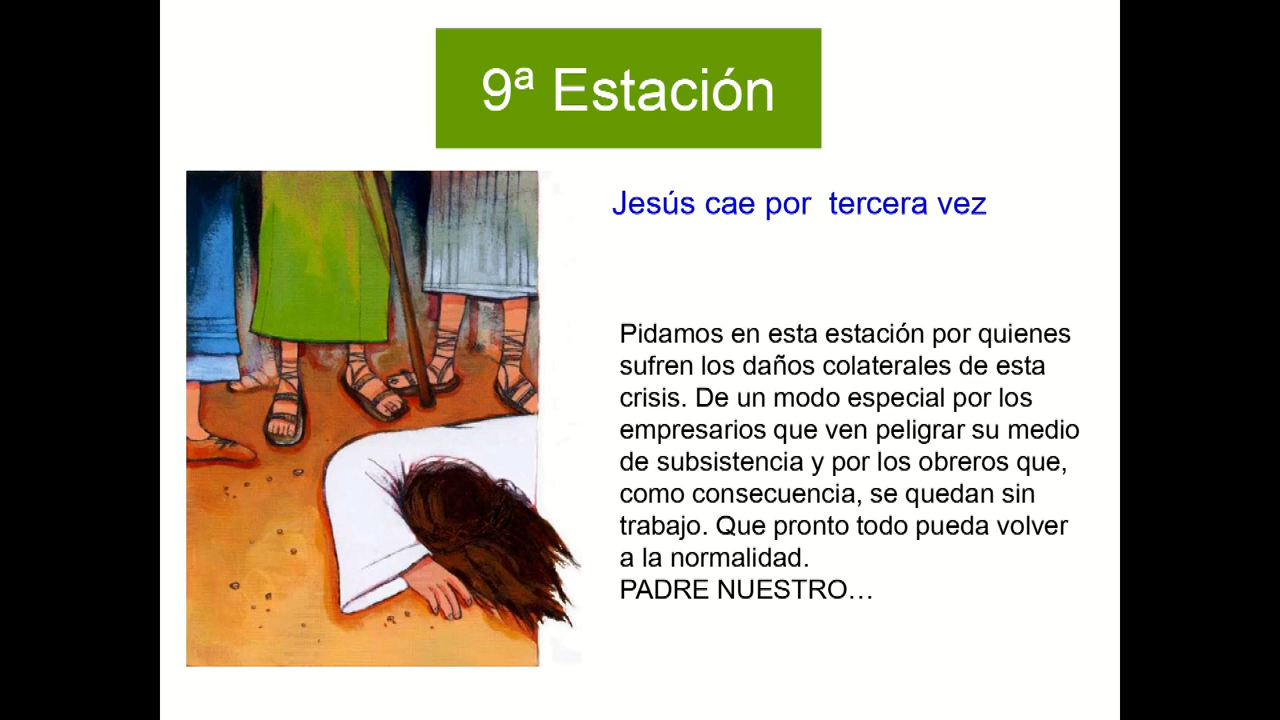 9ª Estación
Jesús cae por  tercera vez
Pidamos en esta estación por quienes
sufren los daños colaterales de esta
crisis. De un modo especial por los
empresarios que ven peligrar su medio
de subsistencia y por los obreros que,
como consecuencia, se quedan sin
trabajo. Que pronto todo pueda volver
a la normalidad.
PADRE NUESTRO…